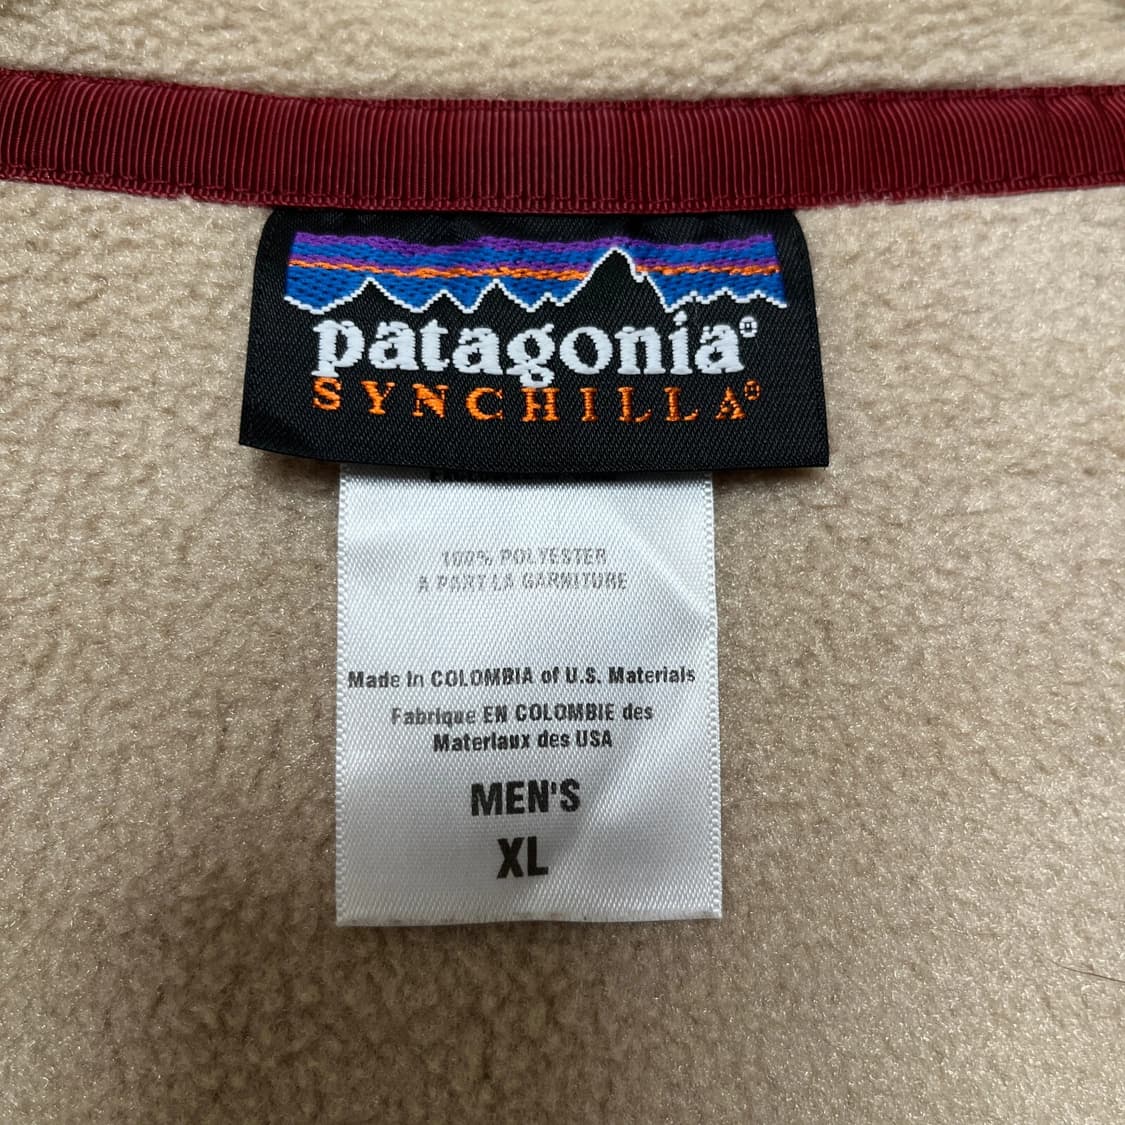 patagonia®
SYNCHILLA®
100% POLYESTER
A PART LA GARNITURE
Made In COLOMBIA of U.S. Materials
Fabrique EN COLOMBIE des
Materiaux des USA
MEN'S
XL